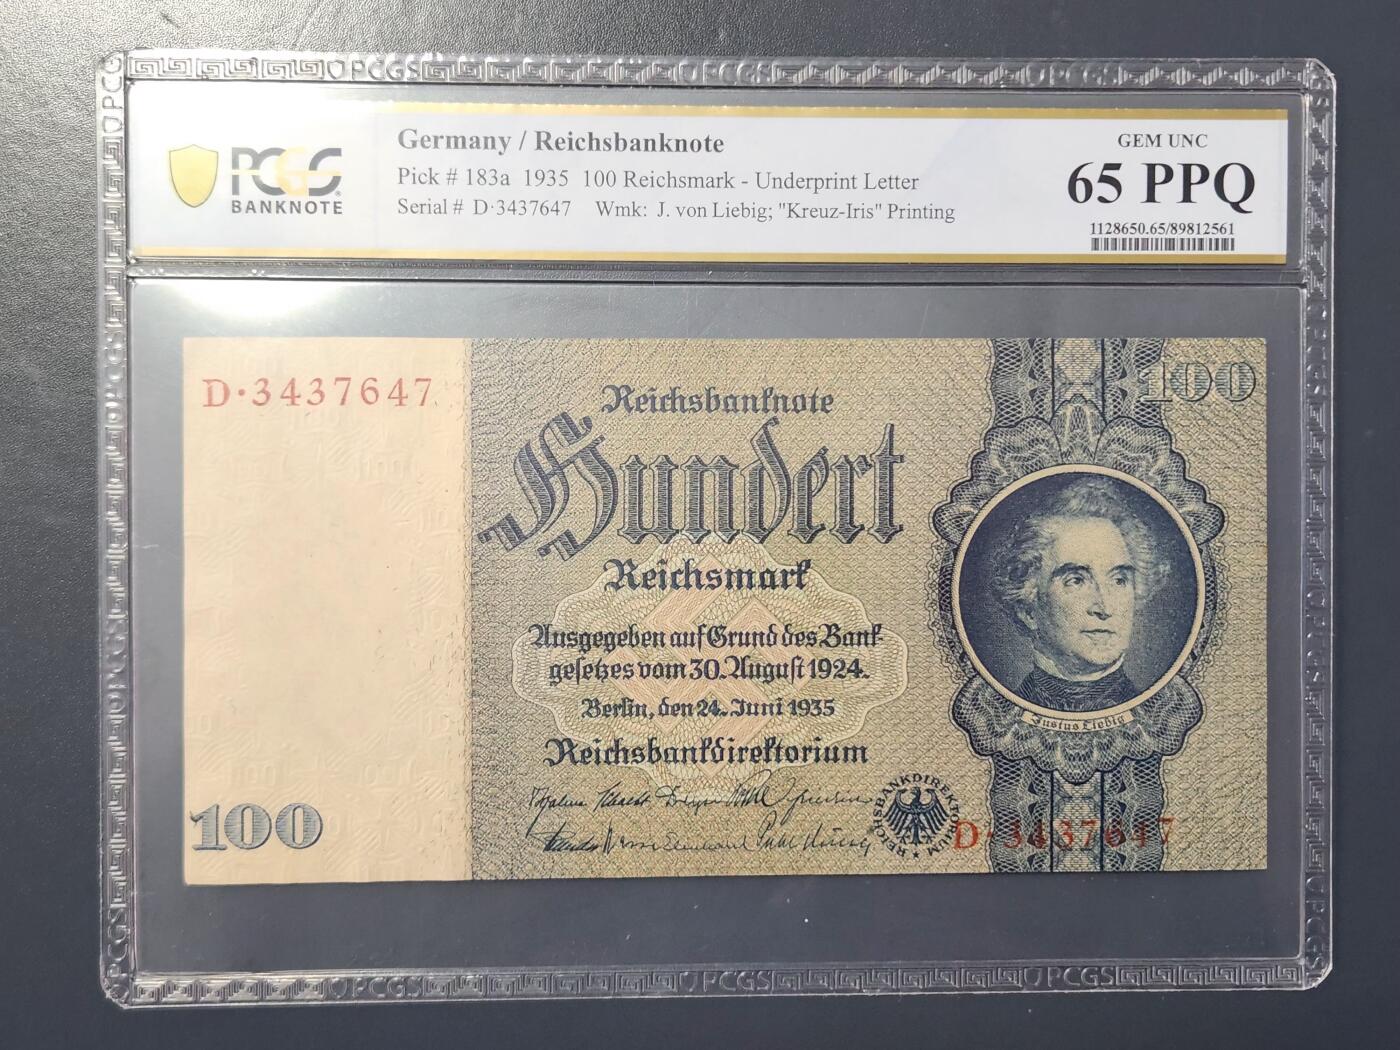 PCGS
BANKNOTE
Germany / Reichsbanknote
Pick # 183a 1935 100 Reichsmark - Underprint Letter
Serial # D·3437647 Wmk: J. von Liebig; "Kreuz-Iris" Printing
GEM UNC
65 PPQ
1128650.65/89812561
D·3437647
100
Reichsbanknote
Hundert
Reichsmark
Ausgegeben auf Grund des Bank-
gesetzes vom 30. August 1924.
Berlin, den 24. Juni 1935
Reichsbankdirektorium
Justus Liebig
REICHSBANKDIREKTORIUM
100
D·3437647